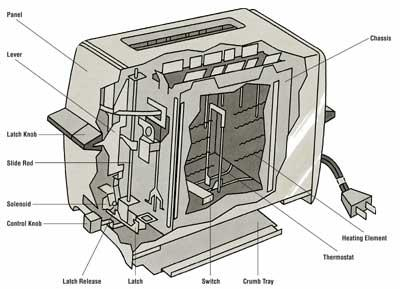 Panel
Chassis
Lever
Latch Knob
Slide Rod
Solenoid
Control Knob
Heating Element
Thermostat
Latch Release
Latch
Switch
Crumb Tray